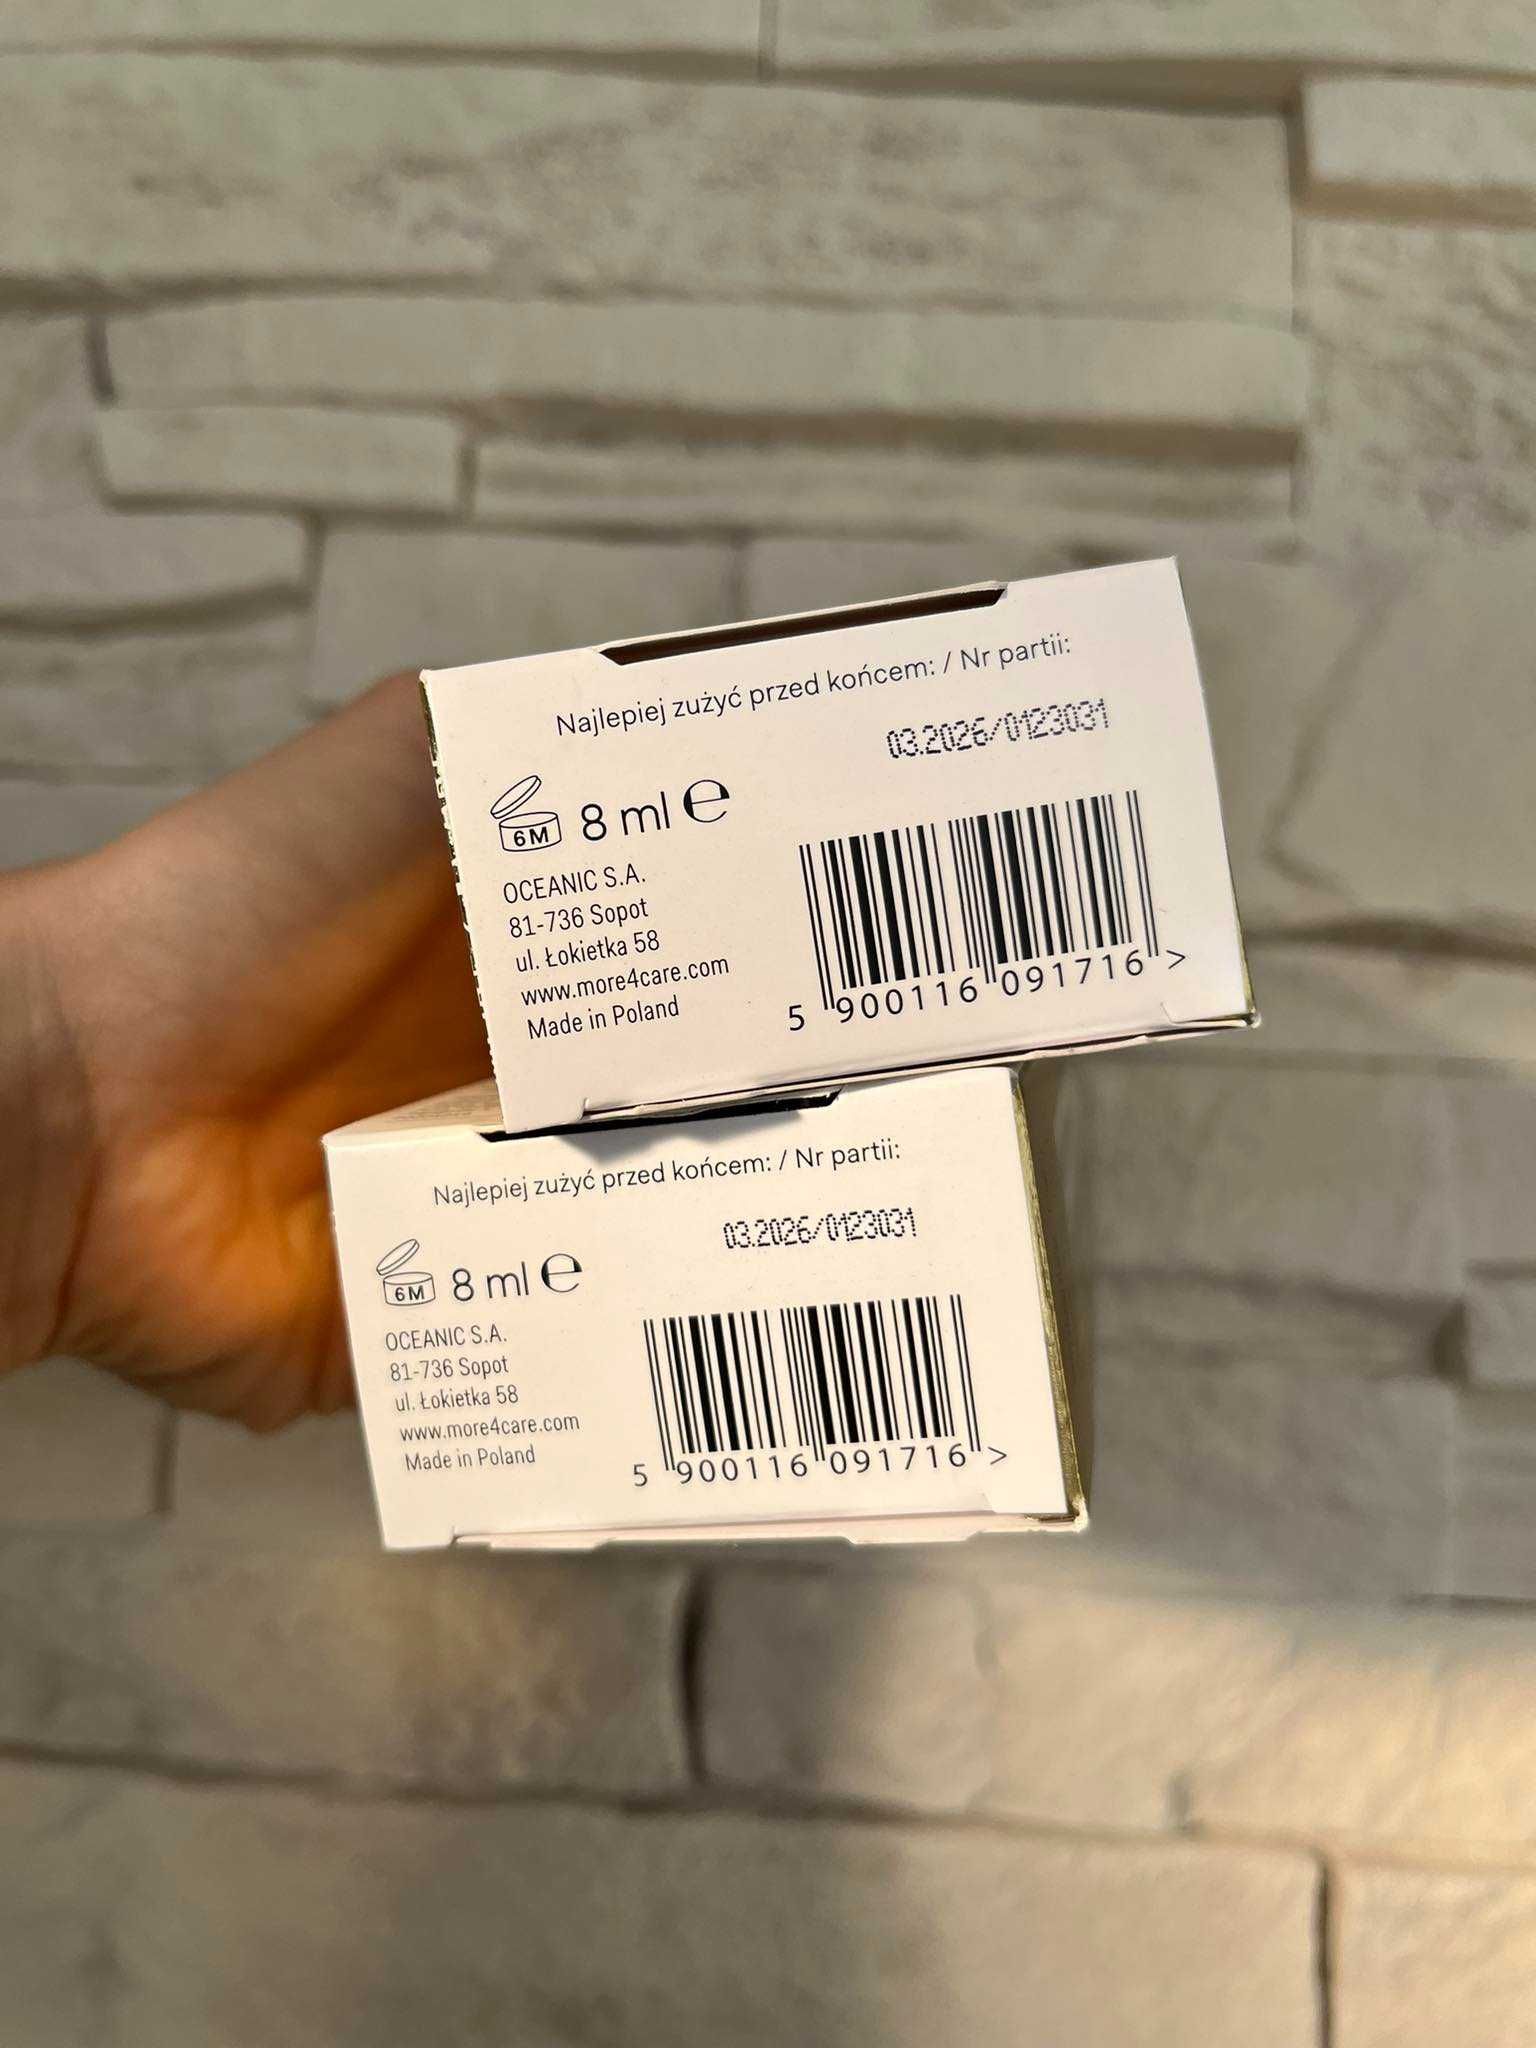 Najlepiej zużyć przed końcem: / Nr partii:
03.2026/0123031
6M 8 ml e
OCEANIC S.A.
81-736 Sopot
ul. Łokietka 58
www.more4care.com
Made in Poland
5 900116 091716 >
Najlepiej zużyć przed końcem: / Nr partii:
03.2026/0123031
6M 8 ml e
OCEANIC S.A.
81-736 Sopot
ul. Łokietka 58
www.more4care.com
Made in Poland
5 900116 091716 >